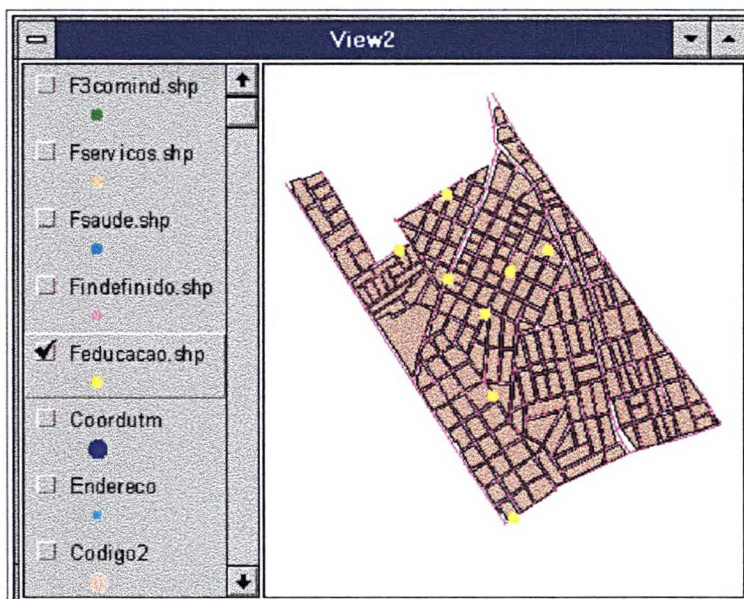 View2
F3comind.shp
Fservicos.shp
Fsaude.shp
Findefinido.shp
Feducacao.shp
Coordutm
Endereco
Codigo2